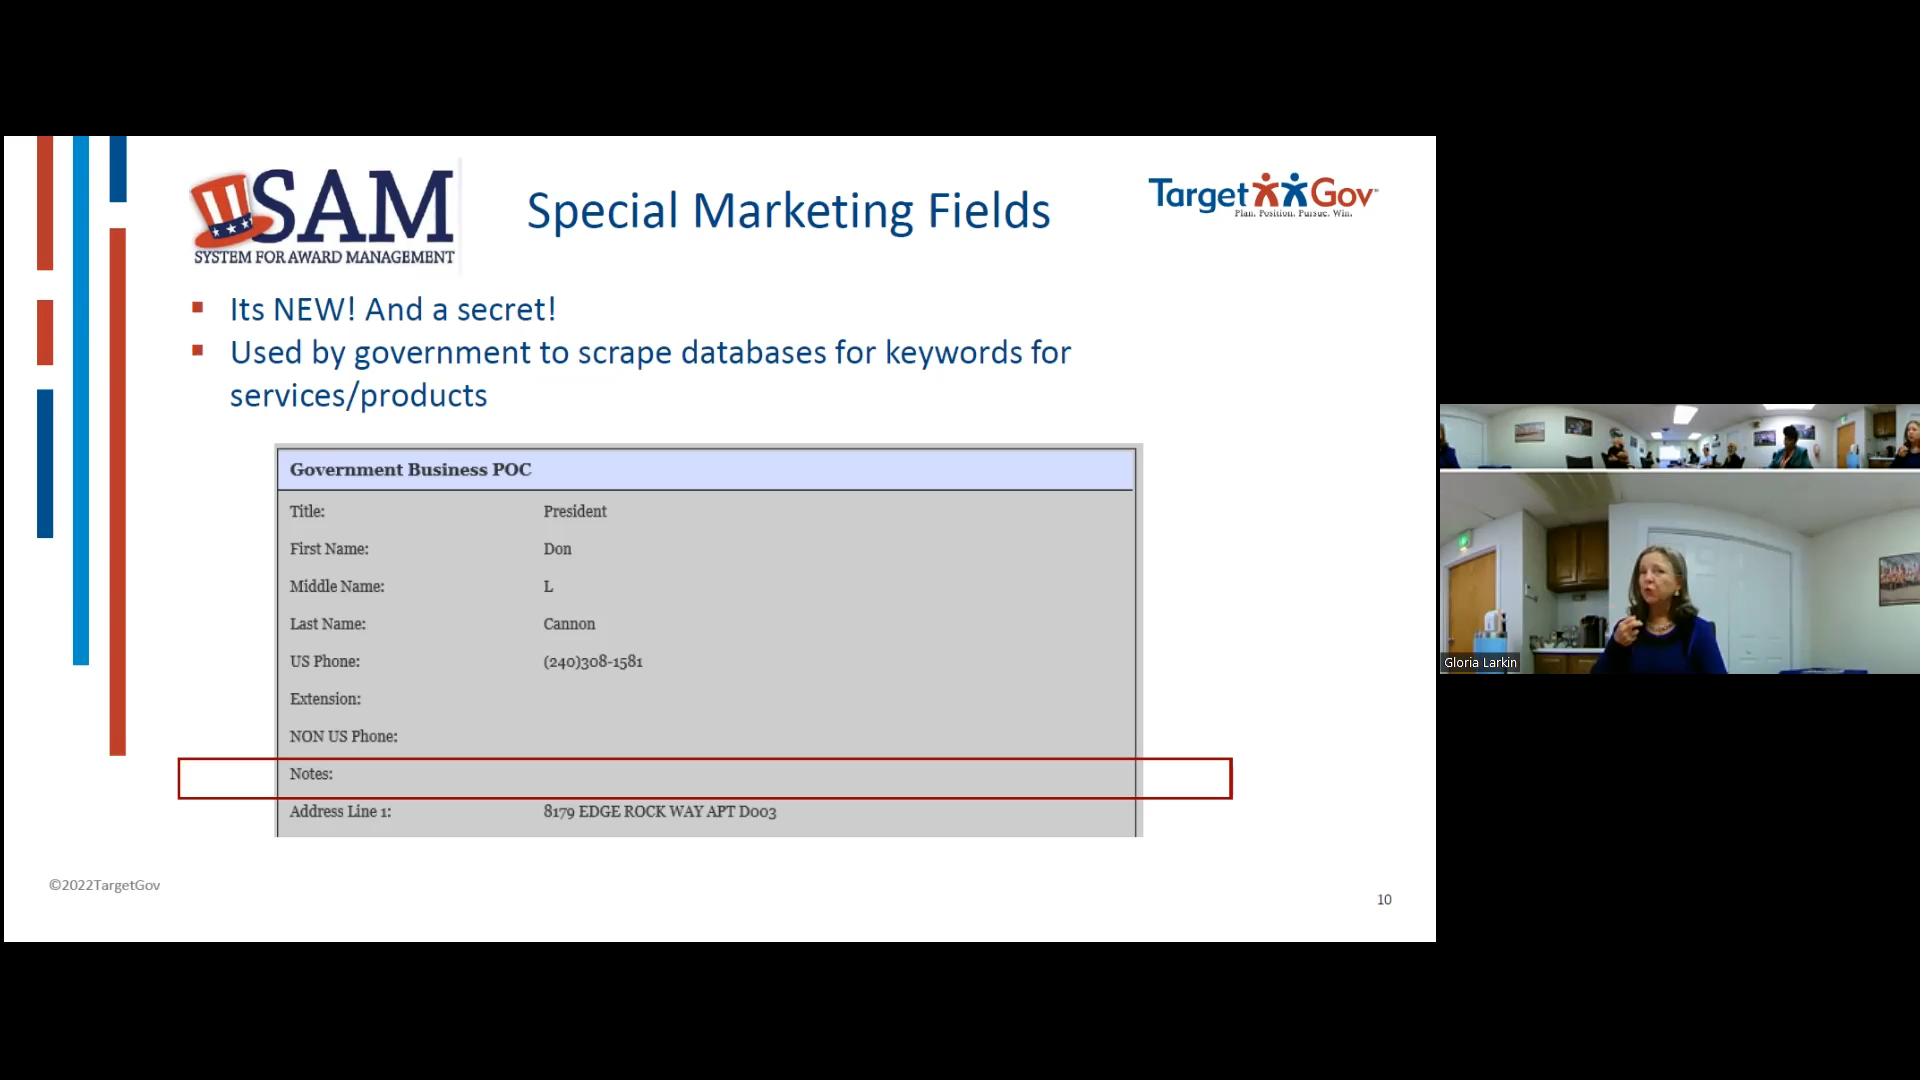 SAM
SYSTEM FOR AWARD MANAGEMENT
Special Marketing Fields
TargetGov
Plan. Position. Pursue. Win.
Its NEW! And a secret!
Used by government to scrape databases for keywords for
services/products
Government Business POC
Title: President
First Name: Don
Middle Name: L
Last Name: Cannon
US Phone: (240)308-1581
Extension:
NON US Phone:
Notes:
Address Line 1: 8179 EDGE ROCK WAY APT D003
©2022TargetGov
10
Gloria Larkin